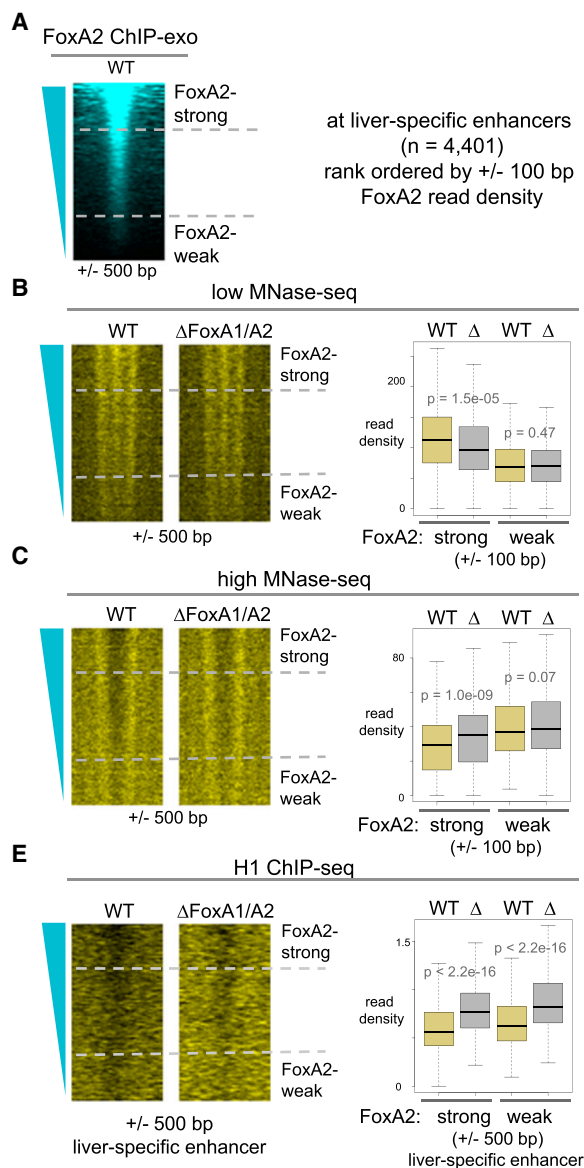 A
FoxA2 ChIP-exo
WT
FoxA2-
strong
FoxA2-
weak
+/- 500 bp
at liver-specific enhancers
(n = 4,401)
rank ordered by +/- 100 bp
FoxA2 read density
B
low MNase-seq
WT
ΔFoxA1/A2
FoxA2-
strong
FoxA2-
weak
+/- 500 bp
WT Δ WT Δ
200
p = 1.5e-05
read
density
p = 0.47
0
FoxA2: strong weak
(+/- 100 bp)
C
high MNase-seq
WT
ΔFoxA1/A2
FoxA2-
strong
FoxA2-
weak
+/- 500 bp
WT Δ WT Δ
80
p = 1.0e-09
p = 0.07
read
density
0
FoxA2: strong weak
(+/- 100 bp)
E
H1 ChIP-seq
WT
ΔFoxA1/A2
FoxA2-
strong
FoxA2-
weak
+/- 500 bp
liver-specific enhancer
WT Δ WT Δ
1.5
p < 2.2e-16
p < 2.2e-16
read
density
0
FoxA2: strong weak
(+/- 500 bp)
liver-specific enhancer